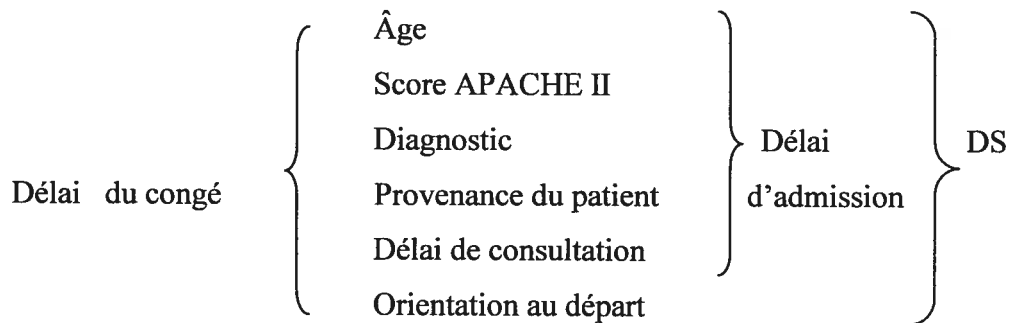 Âge
Score APACHE II
Diagnostic
Délai
DS
Délai du congé
Provenance du patient
d'admission
Délai de consultation
Orientation au départ